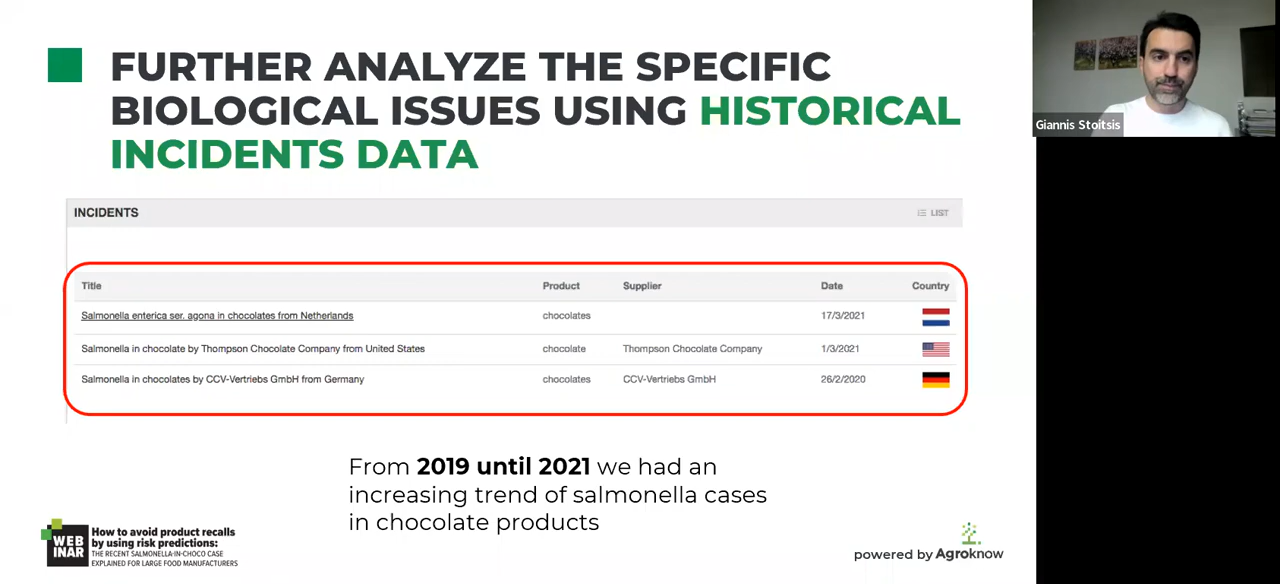 FURTHER ANALYZE THE SPECIFIC
BIOLOGICAL ISSUES USING HISTORICAL
INCIDENTS DATA
Giannis Stoitsis
INCIDENTS LIST
Title Product Supplier Date Country
Salmonella enterica ser. agona in chocolates from Netherlands chocolates 17/3/2021
Salmonella in chocolate by Thompson Chocolate Company from United States chocolate Thompson Chocolate Company 1/3/2021
Salmonella in chocolates by CCV-Vertriebs GmbH from Germany chocolates CCV-Vertriebs GmbH 26/2/2020
From 2019 until 2021 we had an
increasing trend of salmonella cases
in chocolate products
WEB
INAR
How to avoid product recalls
by using risk predictions:
THE RECENT SALMONELLA-IN-CHOCO CASE
EXPLAINED FOR LARGE FOOD MANUFACTURERS
powered by Agroknow